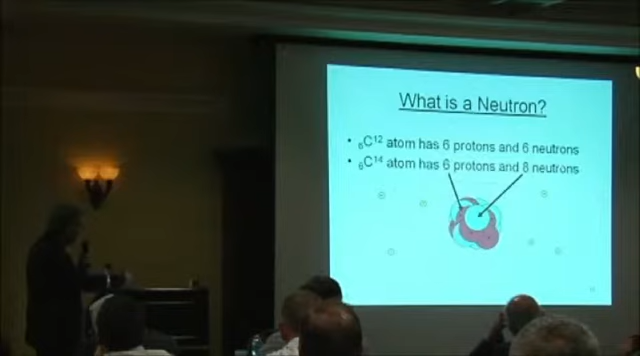 What is a Neutron?
• ₆C¹² atom has 6 protons and 6 neutrons
• ₆C¹⁴ atom has 6 protons and 8 neutrons